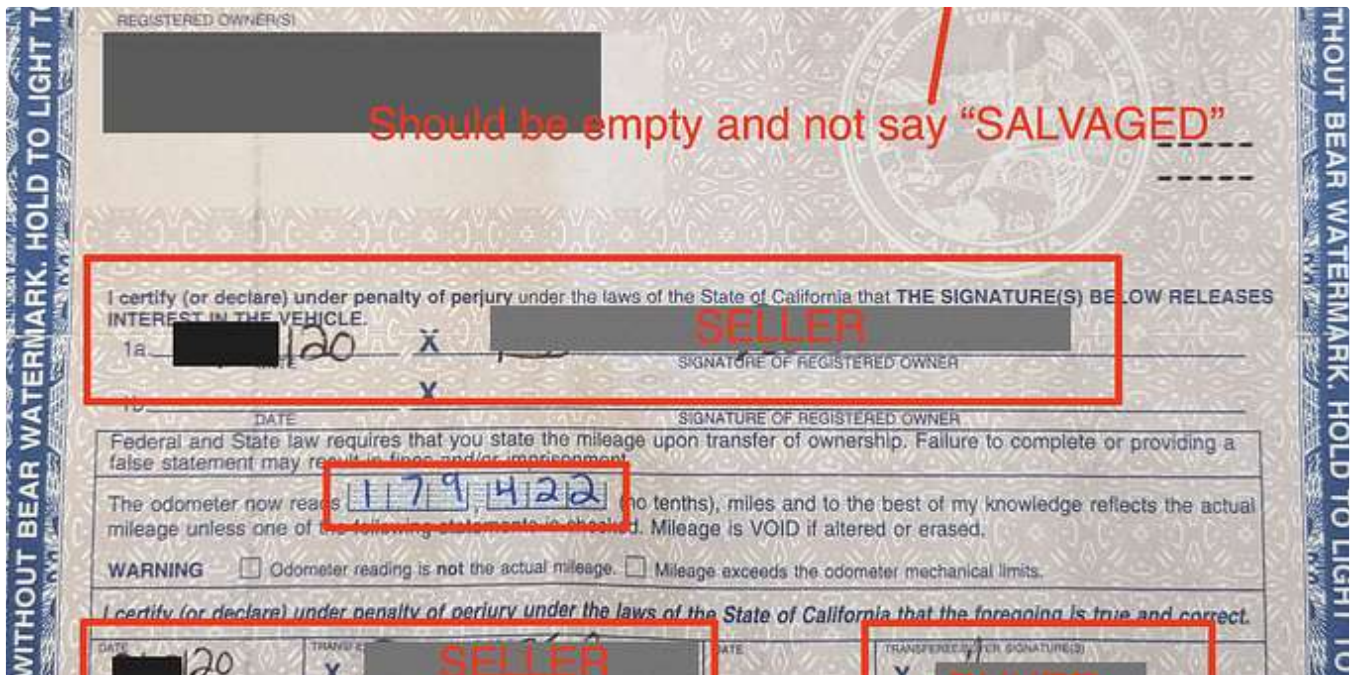 REGISTERED OWNER(S)
Should be empty and not say “SALVAGED”
EUREKA
GREAT STATE
CALIFORNIA
I certify (or declare) under penalty of perjury under the laws of the State of California that THE SIGNATURE(S) BELOW RELEASES
INTEREST IN THE VEHICLE.
SELLER
1a 20 X
SIGNATURE OF REGISTERED OWNER
X
DATE SIGNATURE OF REGISTERED OWNER
Federal and State law requires that you state the mileage upon transfer of ownership. Failure to complete or providing a
false statement may result in fines and/or imprisonment.
The odometer now reads 179,422 (no tenths), miles and to the best of my knowledge reflects the actual
mileage unless one of the following statements is checked. Mileage is VOID if altered or erased.
WARNING Odometer reading is not the actual mileage. Mileage exceeds the odometer mechanical limits.
I certify (or declare) under penalty of perjury under the laws of the State of California that the foregoing is true and correct.
DATE DATE
20 X SELLER X
WITHOUT BEAR WATERMARK. HOLD TO LIGHT TO
THOUT BEAR WATERMARK. HOLD TO LIGHT TO